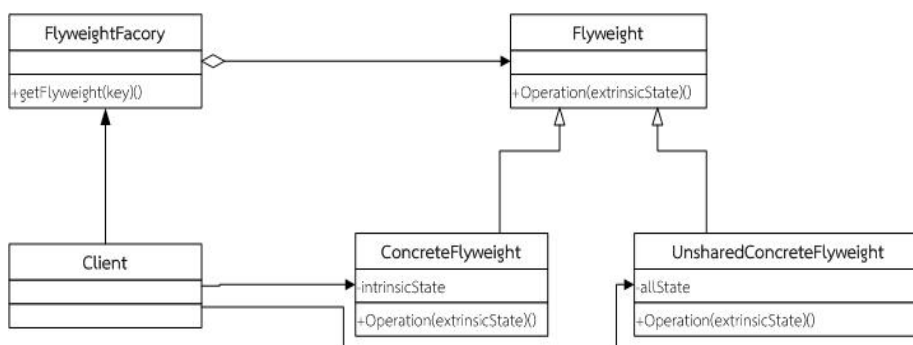 FlyweightFacory
+getFlyweight(key)()
Flyweight
+Operation(extrinsicState)()
Client
ConcreteFlyweight
-intrinsicState
+Operation(extrinsicState)()
UnsharedConcreteFlyweight
-allState
+Operation(extrinsicState)()